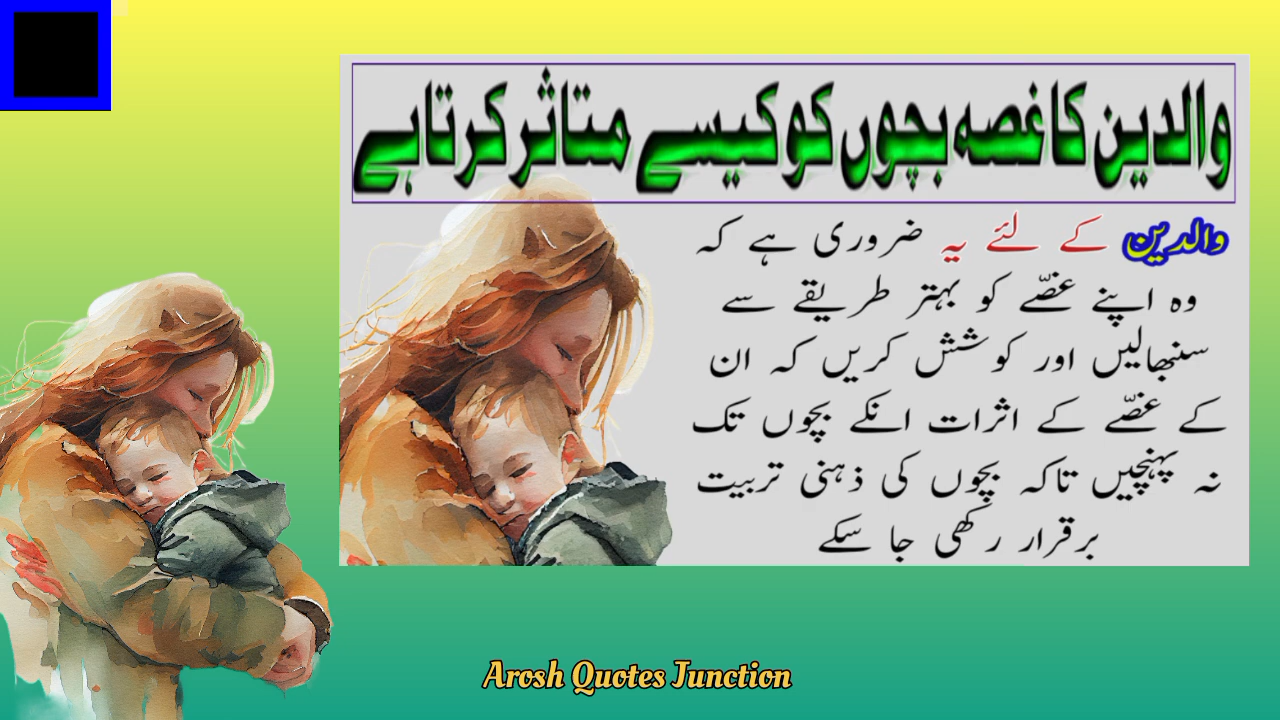 والدین کا غصہ بچوں کو کیسے متاثر کرتا ہے
والدین کے لئے یہ ضروری ہے کہ
وہ اپنے غصّے کو بہتر طریقے سے
سنبھالیں اور کوشش کریں کہ ان
کے غصّے کے اثرات انکے بچوں تک
نہ پہنچیں تاکہ بچوں کی ذہنی تربیت
برقرار رکھی جا سکے
Arosh Quotes Junction